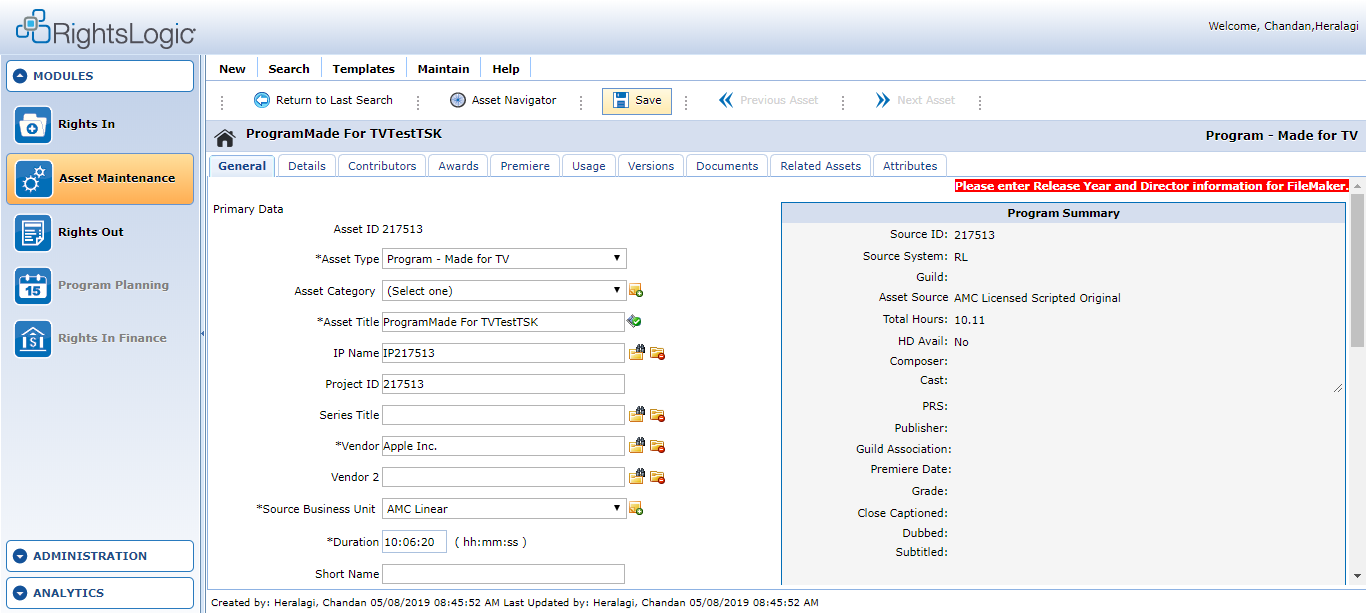 RightsLogic
Welcome, Chandan,Heralagi
MODULES
Rights In
Asset Maintenance
Rights Out
15
Program Planning
$
Rights In Finance
ADMINISTRATION
ANALYTICS
New Search Templates Maintain Help
Return to Last Search Asset Navigator Save Previous Asset Next Asset
ProgramMade For TVTestTSK
Program - Made for TV
General Details Contributors Awards Premiere Usage Versions Documents Related Assets Attributes
Please enter Release Year and Director information for FileMaker.
Primary Data
Asset ID 217513
*Asset Type Program - Made for TV
Asset Category (Select one)
*Asset Title ProgramMade For TVTestTSK
IP Name IP217513
Project ID 217513
Series Title
*Vendor Apple Inc.
Vendor 2
*Source Business Unit AMC Linear
*Duration 10:06:20 ( hh:mm:ss )
Short Name
Program Summary
Source ID: 217513
Source System: RL
Guild:
Asset Source AMC Licensed Scripted Original
Total Hours: 10.11
HD Avail: No
Composer:
Cast:
PRS:
Publisher:
Guild Association:
Premiere Date:
Grade:
Close Captioned:
Dubbed:
Subtitled:
Created by: Heralagi, Chandan 05/08/2019 08:45:52 AM Last Updated by: Heralagi, Chandan 05/08/2019 08:45:52 AM